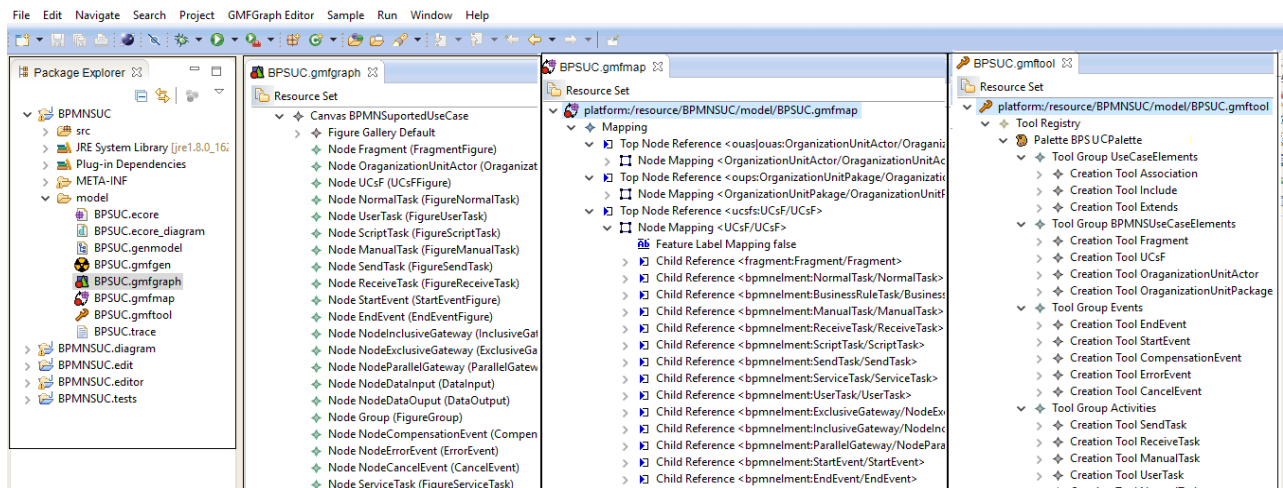 File Edit Navigate Search Project GMFGraph Editor Sample Run Window Help
Package Explorer
BPMNSUC
src
JRE System Library [jre1.8.0_162
Plug-in Dependencies
META-INF
model
BPSUC.ecore
BPSUC.ecore_diagram
BPSUC.genmodel
BPSUC.gmfgen
BPSUC.gmfgraph
BPSUC.gmfmap
BPSUC.gmftool
BPSUC.trace
BPMNSUC.diagram
BPMNSUC.edit
BPMNSUC.editor
BPMNSUC.tests
BPSUC.gmfgraph
Resource Set
Canvas BPMNSuportedUseCase
Figure Gallery Default
Node Fragment (FragmentFigure)
Node OraganizationUnitActor (Oraganizat
Node UCsF (UCsFFigure)
Node NormalTask (FigureNormalTask)
Node UserTask (FigureUserTask)
Node ScriptTask (FigureScriptTask)
Node ManualTask (FigureManualTask)
Node SendTask (FigureSendTask)
Node ReceiveTask (FigureReceiveTask)
Node StartEvent (StartEventFigure)
Node EndEvent (EndEventFigure)
Node NodeInclusiveGateway (InclusiveGat
Node NodeExclusiveGateway (ExclusiveGa
Node NodeParallelGateway (ParallelGatew
Node NodeDataInput (DataInput)
Node NodeDataOuput (DataOutput)
Node Group (FigureGroup)
Node NodeCompensationEvent (Compen
Node NodeErrorEvent (ErrorEvent)
Node NodeCancelEvent (CancelEvent)
Node ServiceTask (FigureServiceTask)
BPSUC.gmfmap
Resource Set
platform:/resource/BPMNSUC/model/BPSUC.gmfmap
Mapping
Top Node Reference <ouas|ouas:OrganizationUnitActor/Oraganiz
Node Mapping <OrganizationUnitActor/OraganizationUnitAc
Top Node Reference <oups:OrganizationUnitPakage/Oraganizatio
Node Mapping <OrganizationUnitPakage/OraganizationUnitF
Top Node Reference <ucsfs:UCsF/UCsF>
Node Mapping <UCsF/UCsF>
Feature Label Mapping false
Child Reference <fragment:Fragment/Fragment>
Child Reference <bpmnelment:NormalTask/NormalTask>
Child Reference <bpmnelment:BusinessRuleTask/Business
Child Reference <bpmnelment:ManualTask/ManualTask>
Child Reference <bpmnelment:ReceiveTask/ReceiveTask>
Child Reference <bpmnelment:ScriptTask/ScriptTask>
Child Reference <bpmnelment:SendTask/SendTask>
Child Reference <bpmnelment:ServiceTask/ServiceTask>
Child Reference <bpmnelment:UserTask/UserTask>
Child Reference <bpmnelment:ExclusiveGateway/NodeEx
Child Reference <bpmnelment:InclusiveGateway/NodeInc
Child Reference <bpmnelment:ParallelGateway/NodePara
Child Reference <bpmnelment:StartEvent/StartEvent>
Child Reference <bpmnelment:EndEvent/EndEvent>
BPSUC.gmftool
Resource Set
platform:/resource/BPMNSUC/model/BPSUC.gmftool
Tool Registry
Palette BPSUCPalette
Tool Group UseCaseElements
Creation Tool Association
Creation Tool Include
Creation Tool Extends
Tool Group BPMNSUseCaseElements
Creation Tool Fragment
Creation Tool UCsF
Creation Tool OraganizationUnitActor
Creation Tool OraganizationUnitPackage
Tool Group Events
Creation Tool EndEvent
Creation Tool StartEvent
Creation Tool CompensationEvent
Creation Tool ErrorEvent
Creation Tool CancelEvent
Tool Group Activities
Creation Tool SendTask
Creation Tool ReceiveTask
Creation Tool ManualTask
Creation Tool UserTask